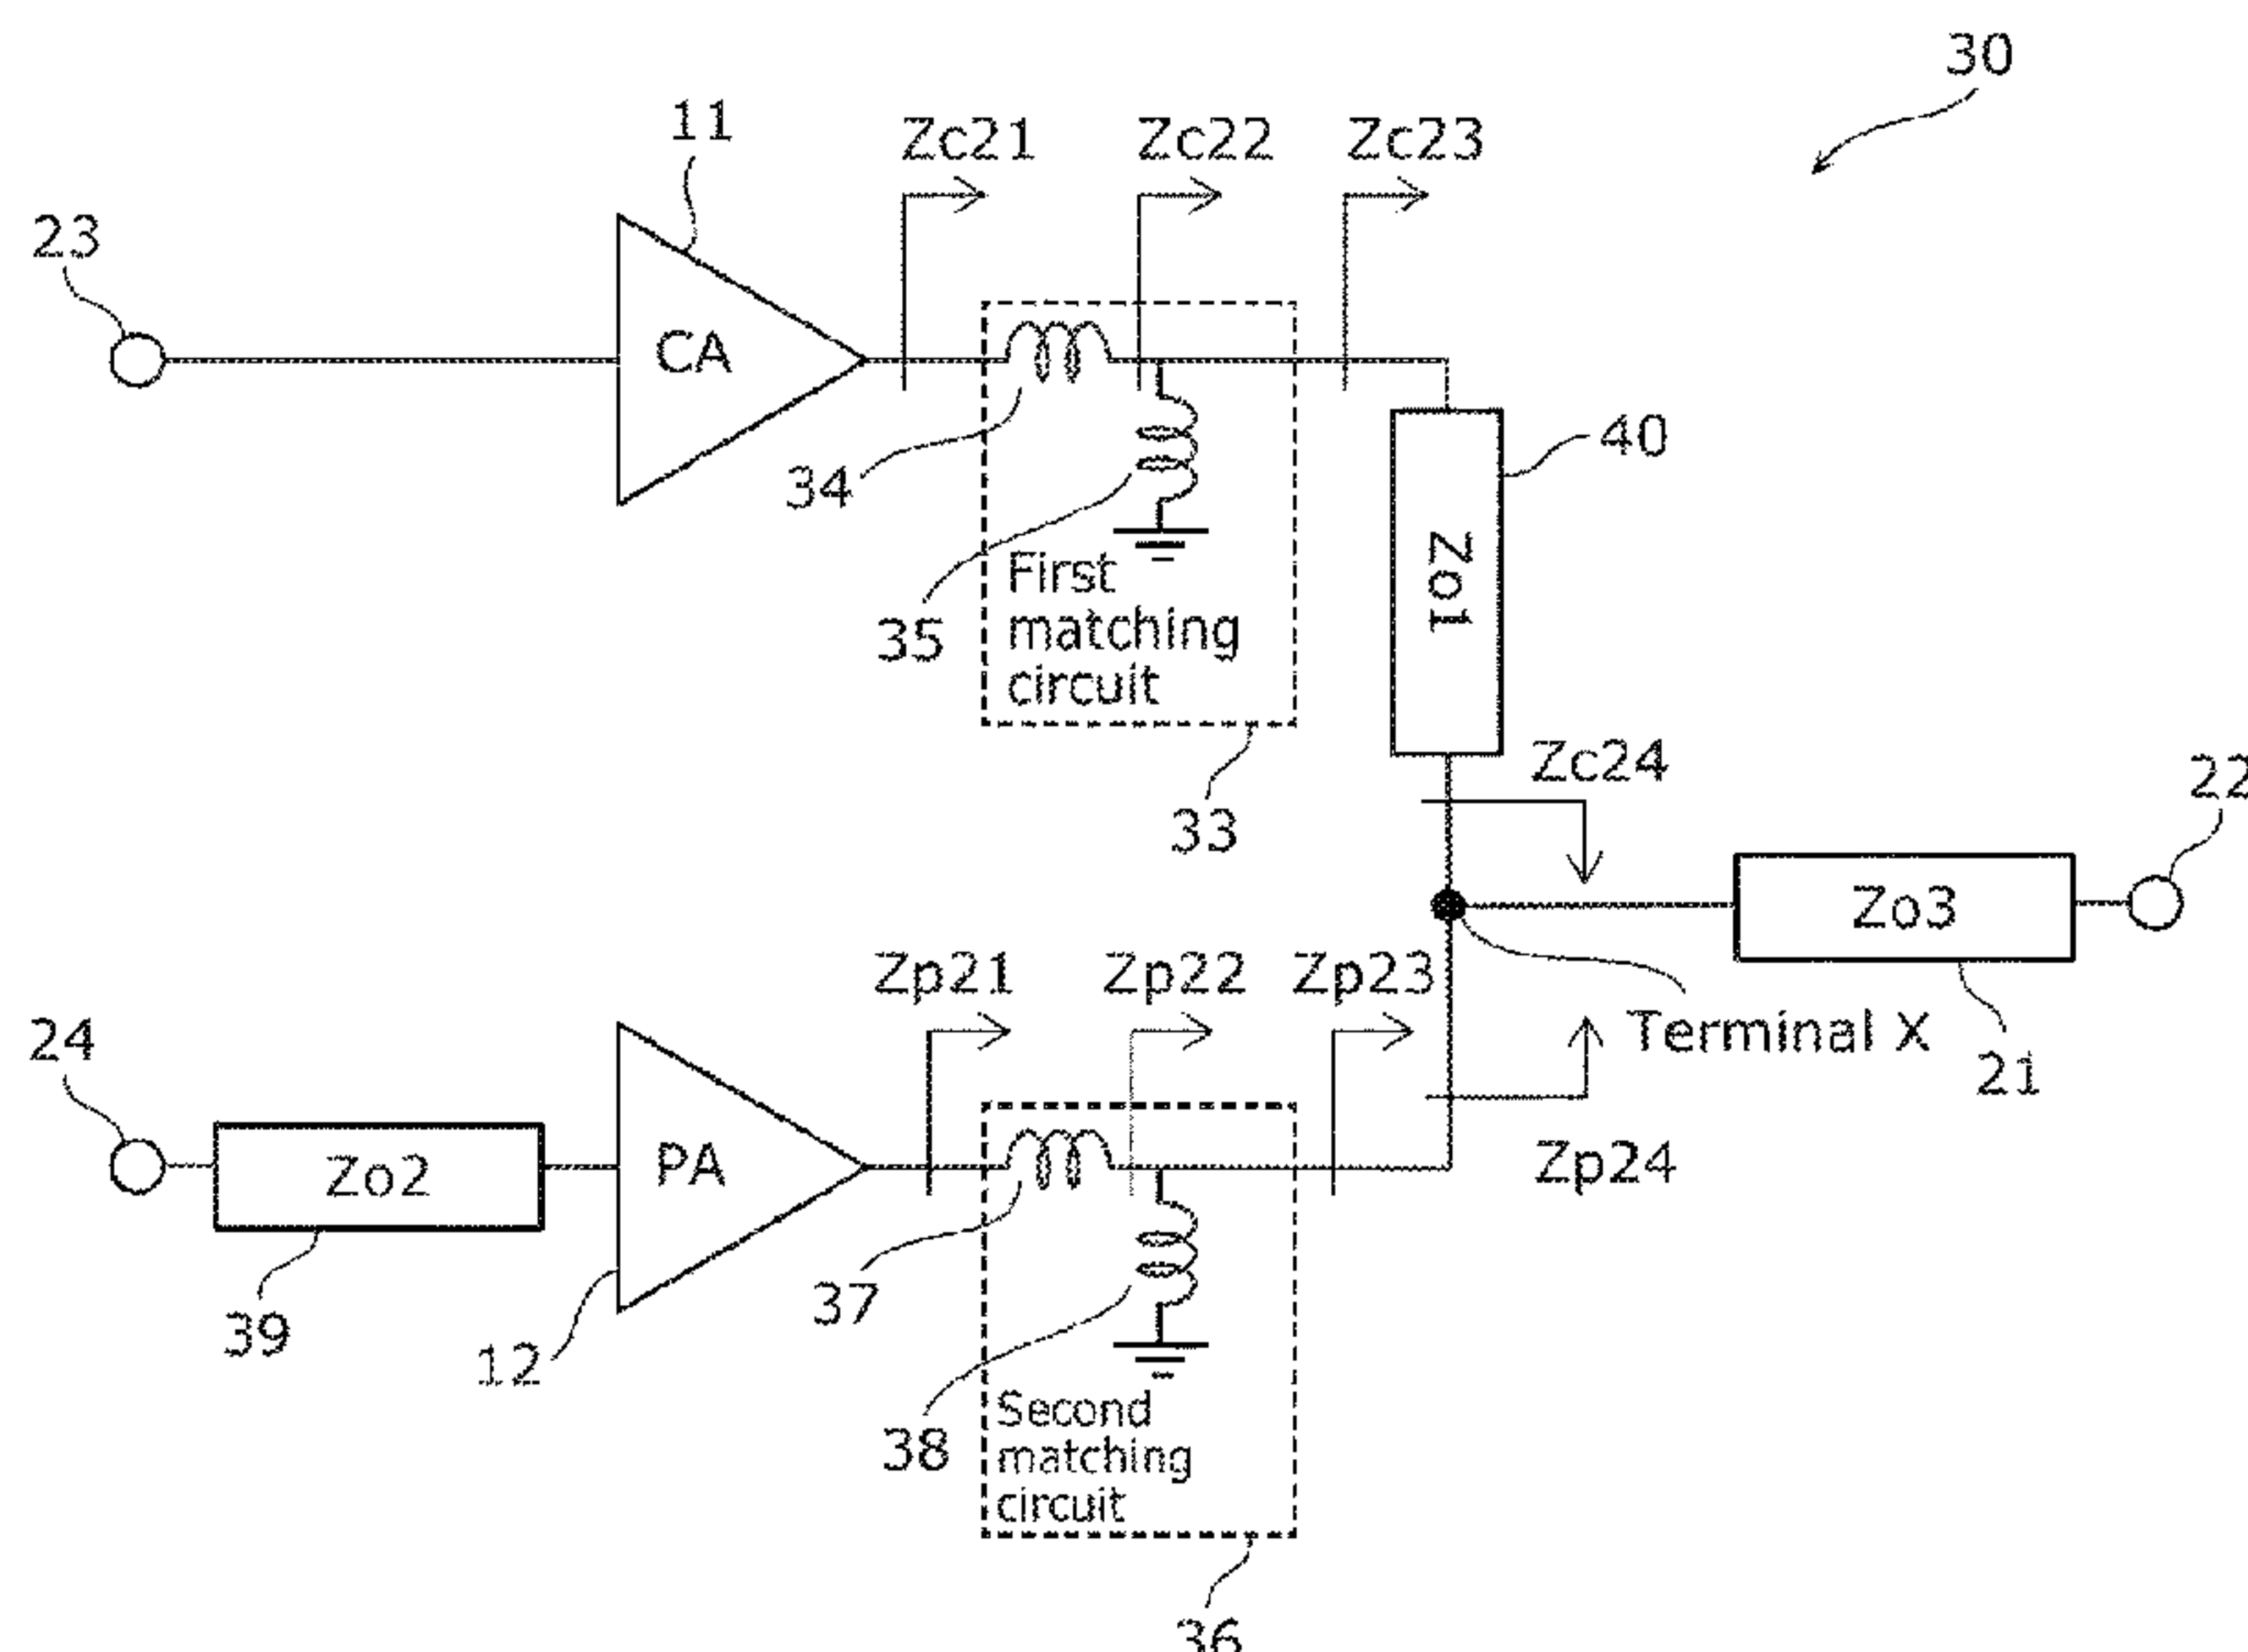 30
11
Zc21
Zc22
Zc23
23
CA
34
40
Zo1
35
First
matching
circuit
33
Zc24
22
Zo3
Zp21
Zp22
Zp23
Terminal X
21
24
Zo2
PA
Zp24
37
39
12
38
Second
matching
circuit
36